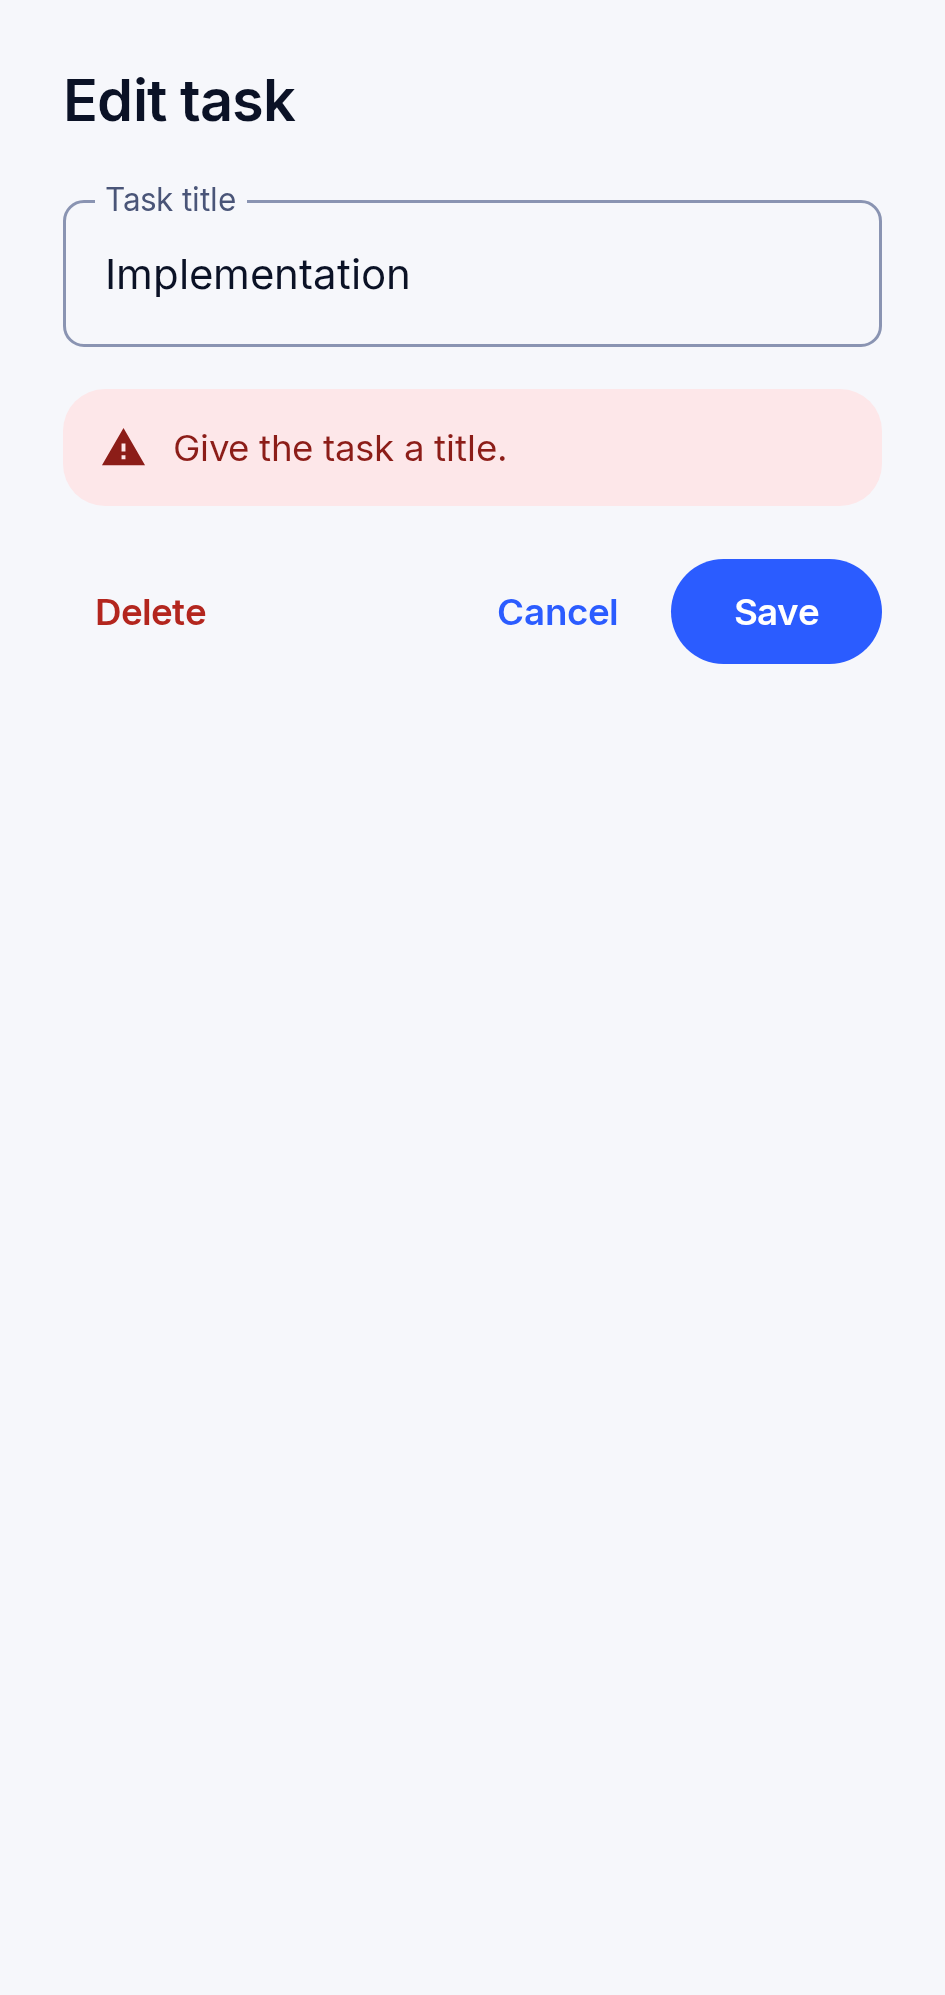 Edit task
Task title
Implementation
Give the task a title.
Delete
Cancel
Save